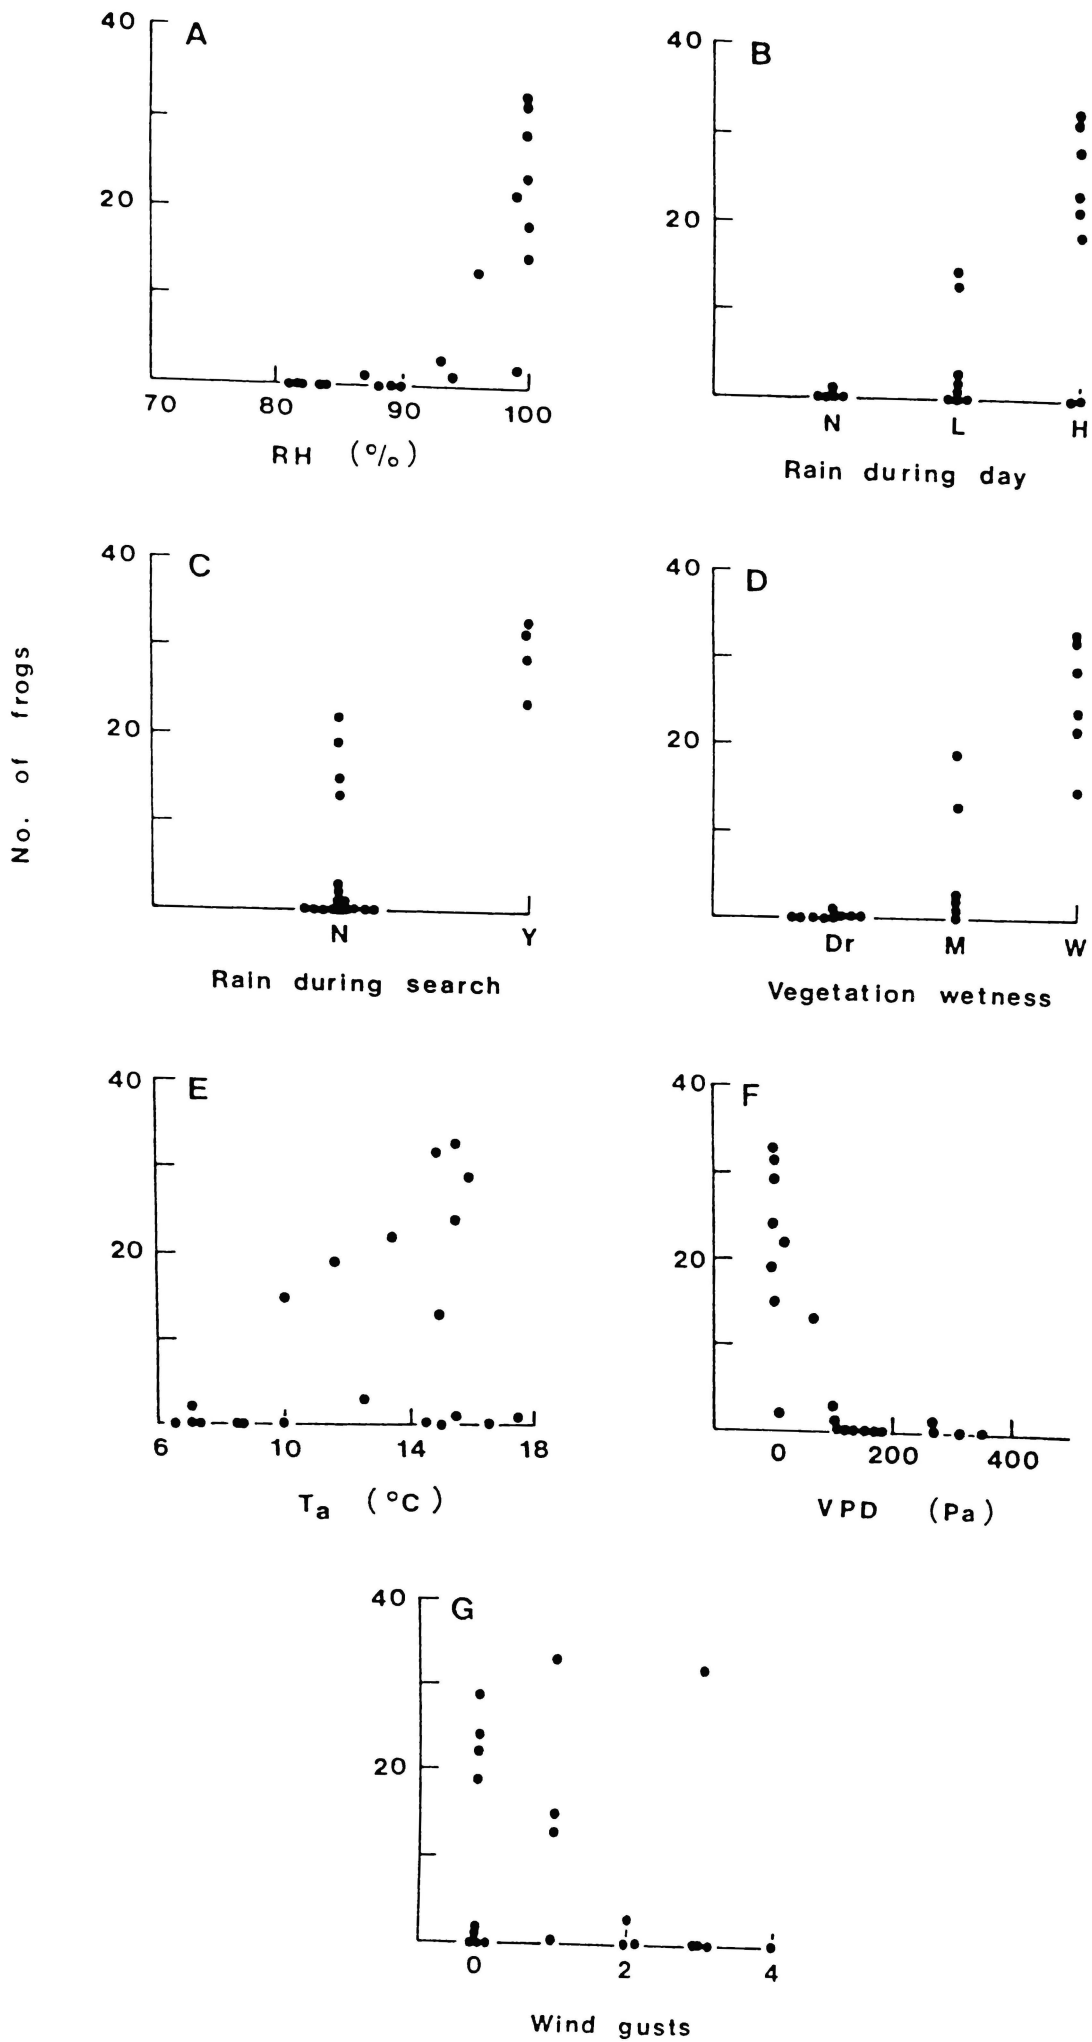 40 A
20
70 80 90 100
RH (%)
40 B
20
N L H
Rain during day
No. of frogs
40 C
20
N Y
Rain during search
40 D
20
Dr M W
Vegetation wetness
40 E
20
6 10 14 18
Ta (°C)
40 F
20
0 200 400
VPD (Pa)
40 G
20
0 2 4
Wind gusts